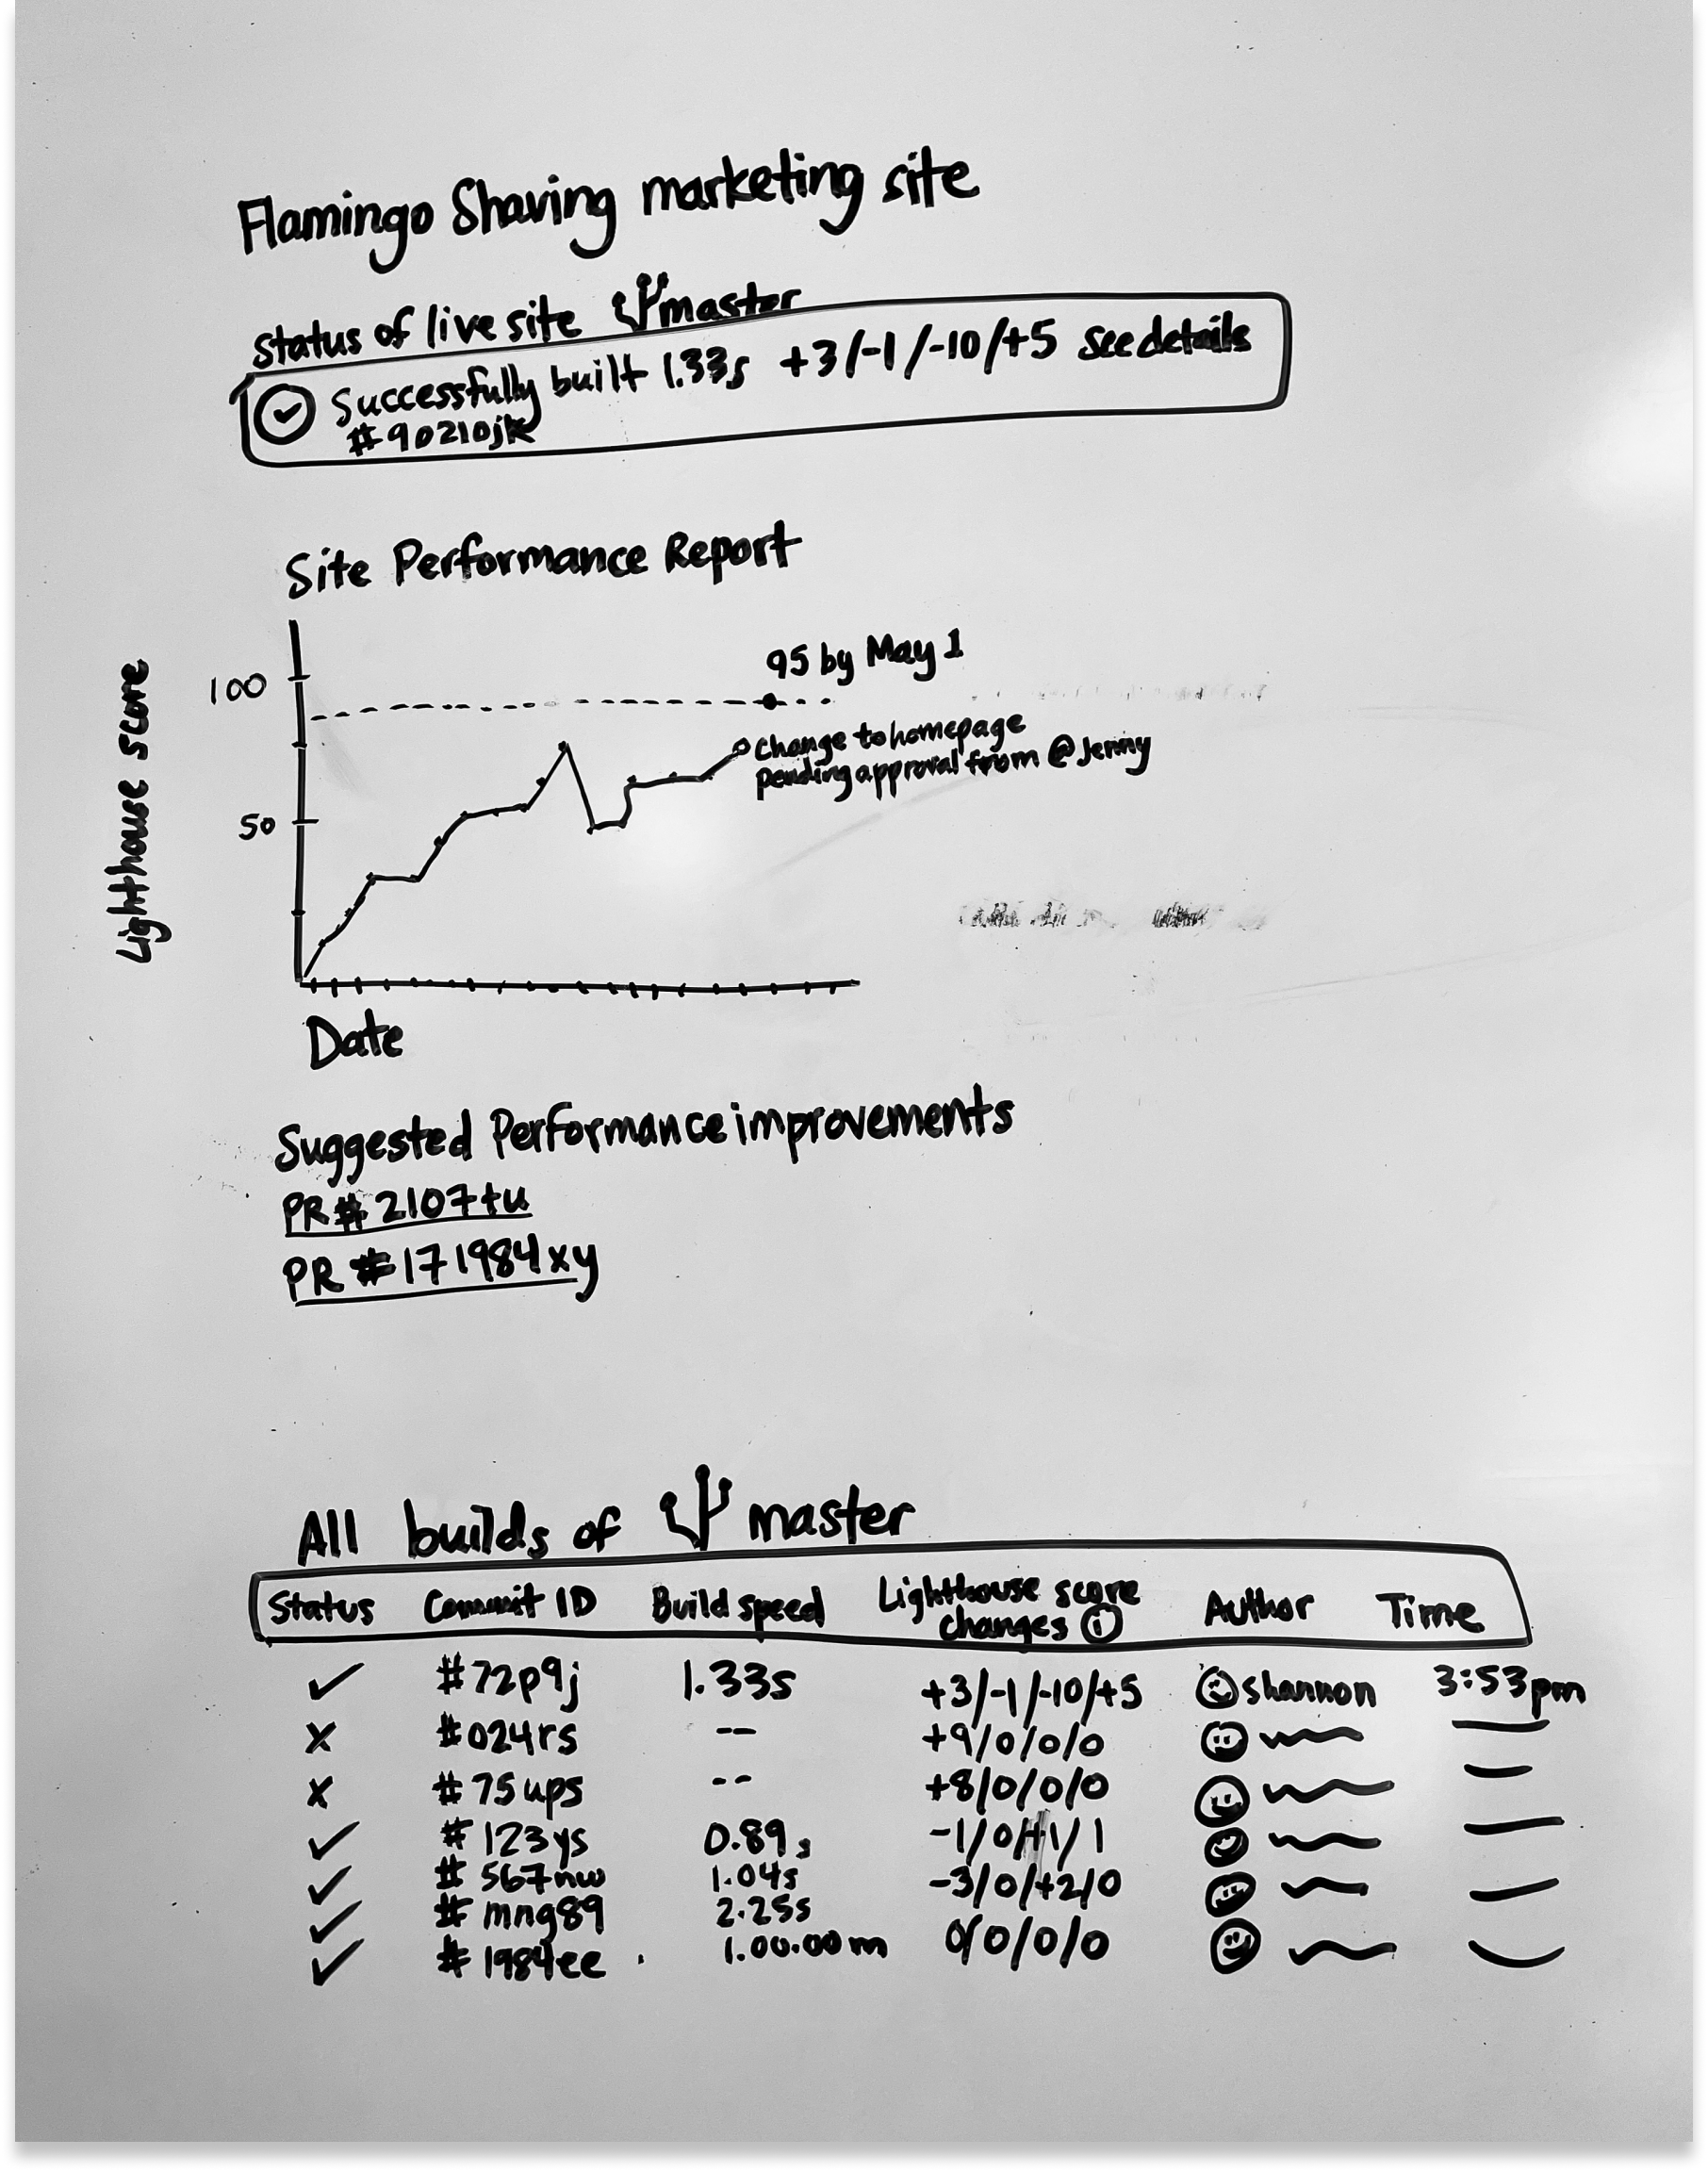 Flamingo Shaving marketing site
status of live site master
Successfully built 1.33s +3/-1/-10/+5 see details
#90210jk
Site Performance Report
95 by May 1
100
Change to homepage
pending approval from @Jenny
50
Lighthouse score
Date
Suggested Performance improvements
PR# 2107tu
PR #171984xy
All builds of master
Status Commit ID Build speed Lighthouse score changes i Author Time
#72p9j 1.33s +3/-1/-10/+5 shannon 3:53pm
x #024rs -- +9/0/0/0
x #75ups -- +8/0/0/0
#123ys 0.89s -1/0/+1/1
#567nw 1.04s -3/0/+2/0
#mng89 2.25s
#1984ee 1.00.00m 0/0/0/0